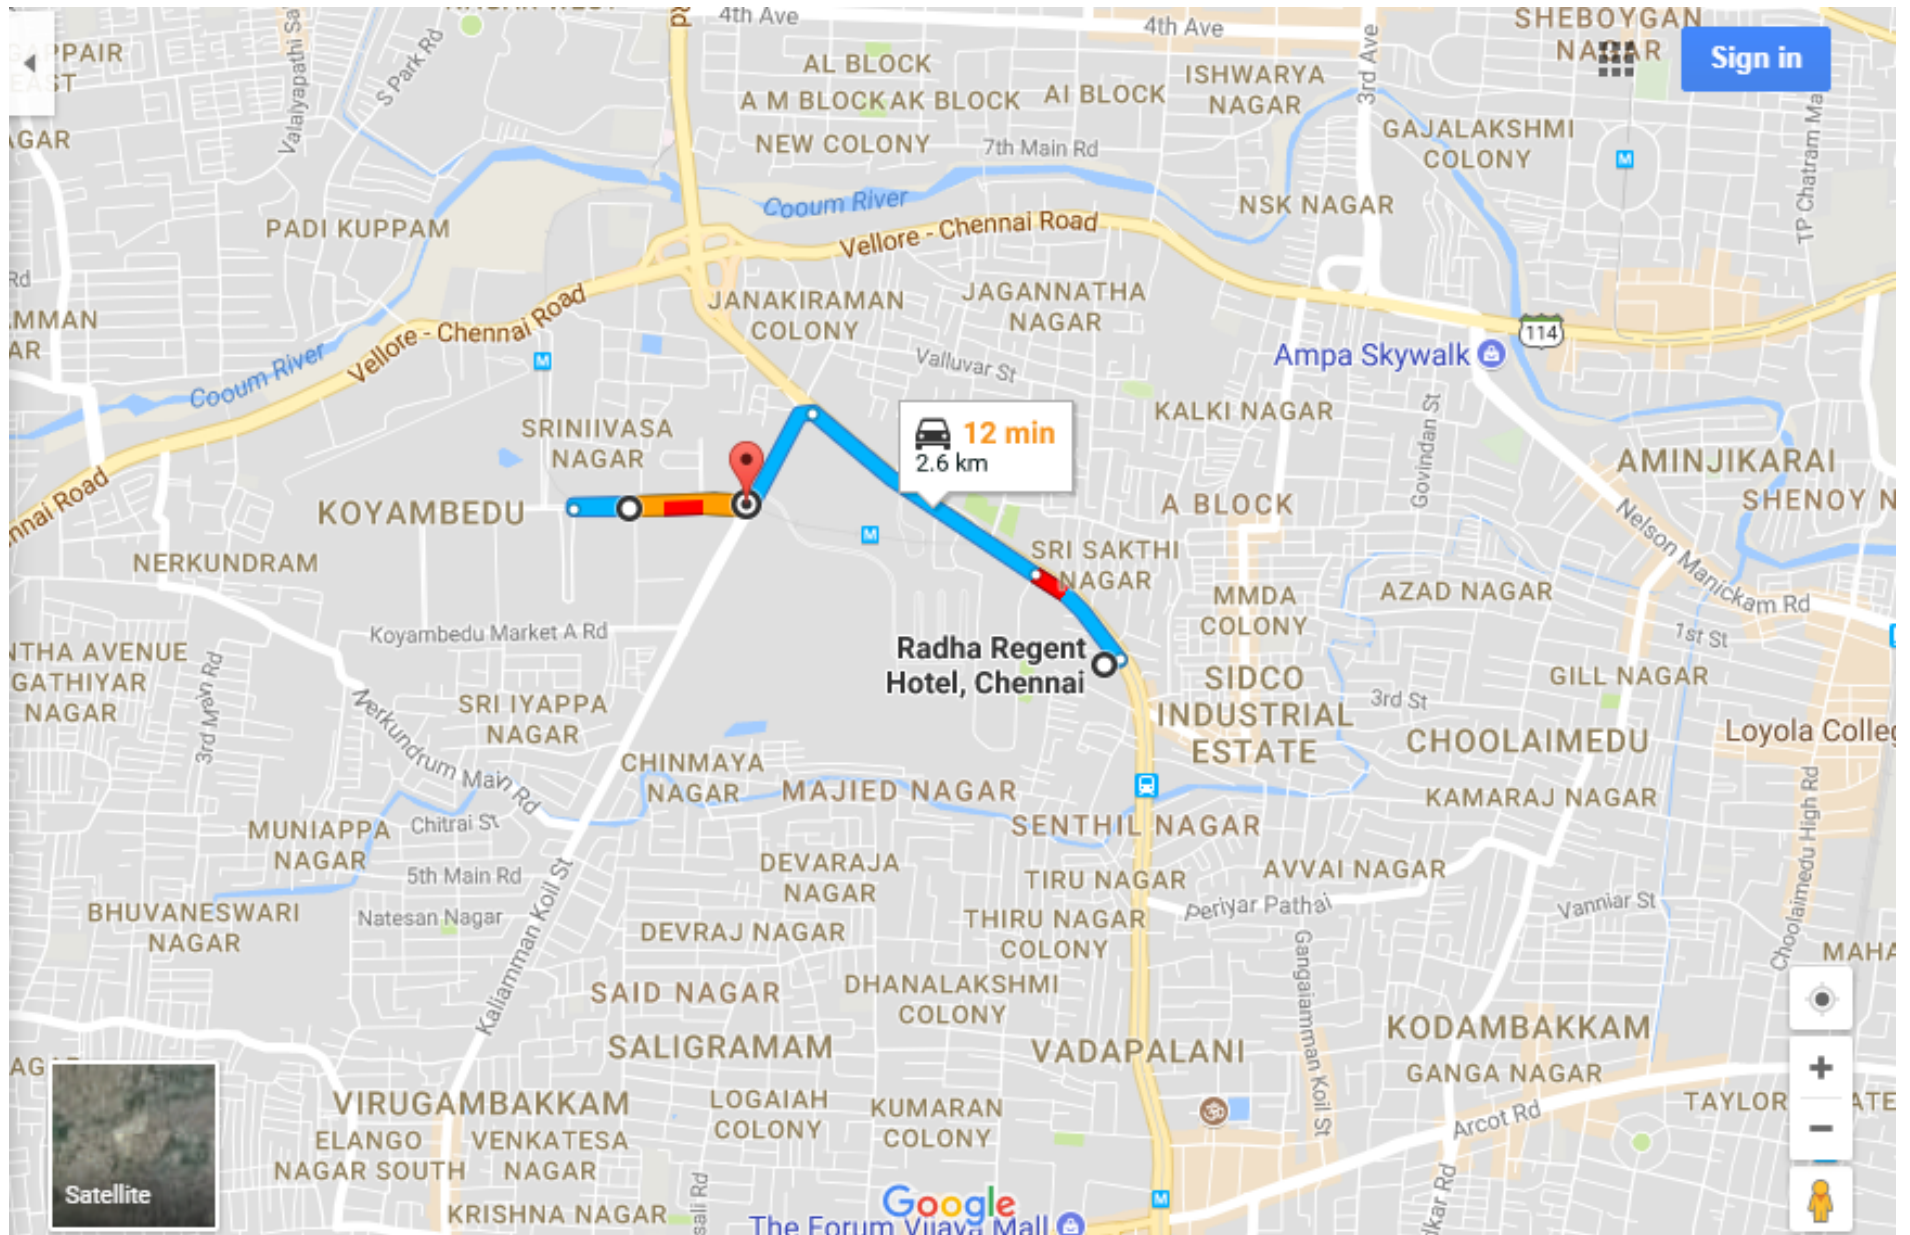 4th Ave
4th Ave
SHEBOYGAN
NAGAR
Sign in
S Park Rd
3rd Ave
AL BLOCK
A M BLOCK
AK BLOCK
AI BLOCK
ISHWARYA
NAGAR
NEW COLONY
7th Main Rd
GAJALAKSHMI
COLONY
PADI KUPPAM
Cooum River
Vellore - Chennai Road
NSK NAGAR
JANAKIRAMAN
COLONY
JAGANNATHA
NAGAR
Vellore - Chennai Road
Cooum River
Valluvar St
114
Ampa Skywalk
KALKI NAGAR
Govindan St
SRINIIVASA
NAGAR
12 min
2.6 km
AMINJIKARAI
SHENOY N
KOYAMBEDU
A BLOCK
NERKUNDRAM
SRI SAKTHI
NAGAR
MMDA
COLONY
AZAD NAGAR
Nelson Manickam Rd
1st St
Koyambedu Market A Rd
Radha Regent
Hotel, Chennai
NTHA AVENUE
GATHIYAR
NAGAR
3rd Main Rd
SRI IYAPPA
NAGAR
SIDCO
INDUSTRIAL
ESTATE
3rd St
GILL NAGAR
Loyola Colleg
CHOOLAIMEDU
Nerkundrum Main Rd
CHINMAYA
NAGAR
MAJIED NAGAR
KAMARAJ NAGAR
MUNIAPPA
NAGAR
Chitrai St
SENTHIL NAGAR
5th Main Rd
DEVARAJA
NAGAR
TIRU NAGAR
AVVAI NAGAR
Periyar Pathai
Vanniar St
Choolaimedu High Rd
BHUVANESWARI
NAGAR
Natesan Nagar
DEVRAJ NAGAR
THIRU NAGAR
COLONY
MAHA
Kaliamman Koil St
SAID NAGAR
DHANALAKSHMI
COLONY
Gangaiamman Koil St
SALIGRAMAM
VADAPALANI
KODAMBAKKAM
GANGA NAGAR
VIRUGAMBAKKAM
LOGAIAH
COLONY
KUMARAN
COLONY
Arcot Rd
TAYLOR
ATE
ELANGO
NAGAR SOUTH
VENKATESA
NAGAR
Satellite
KRISHNA NAGAR
Google
The Forum Vijaya Mall